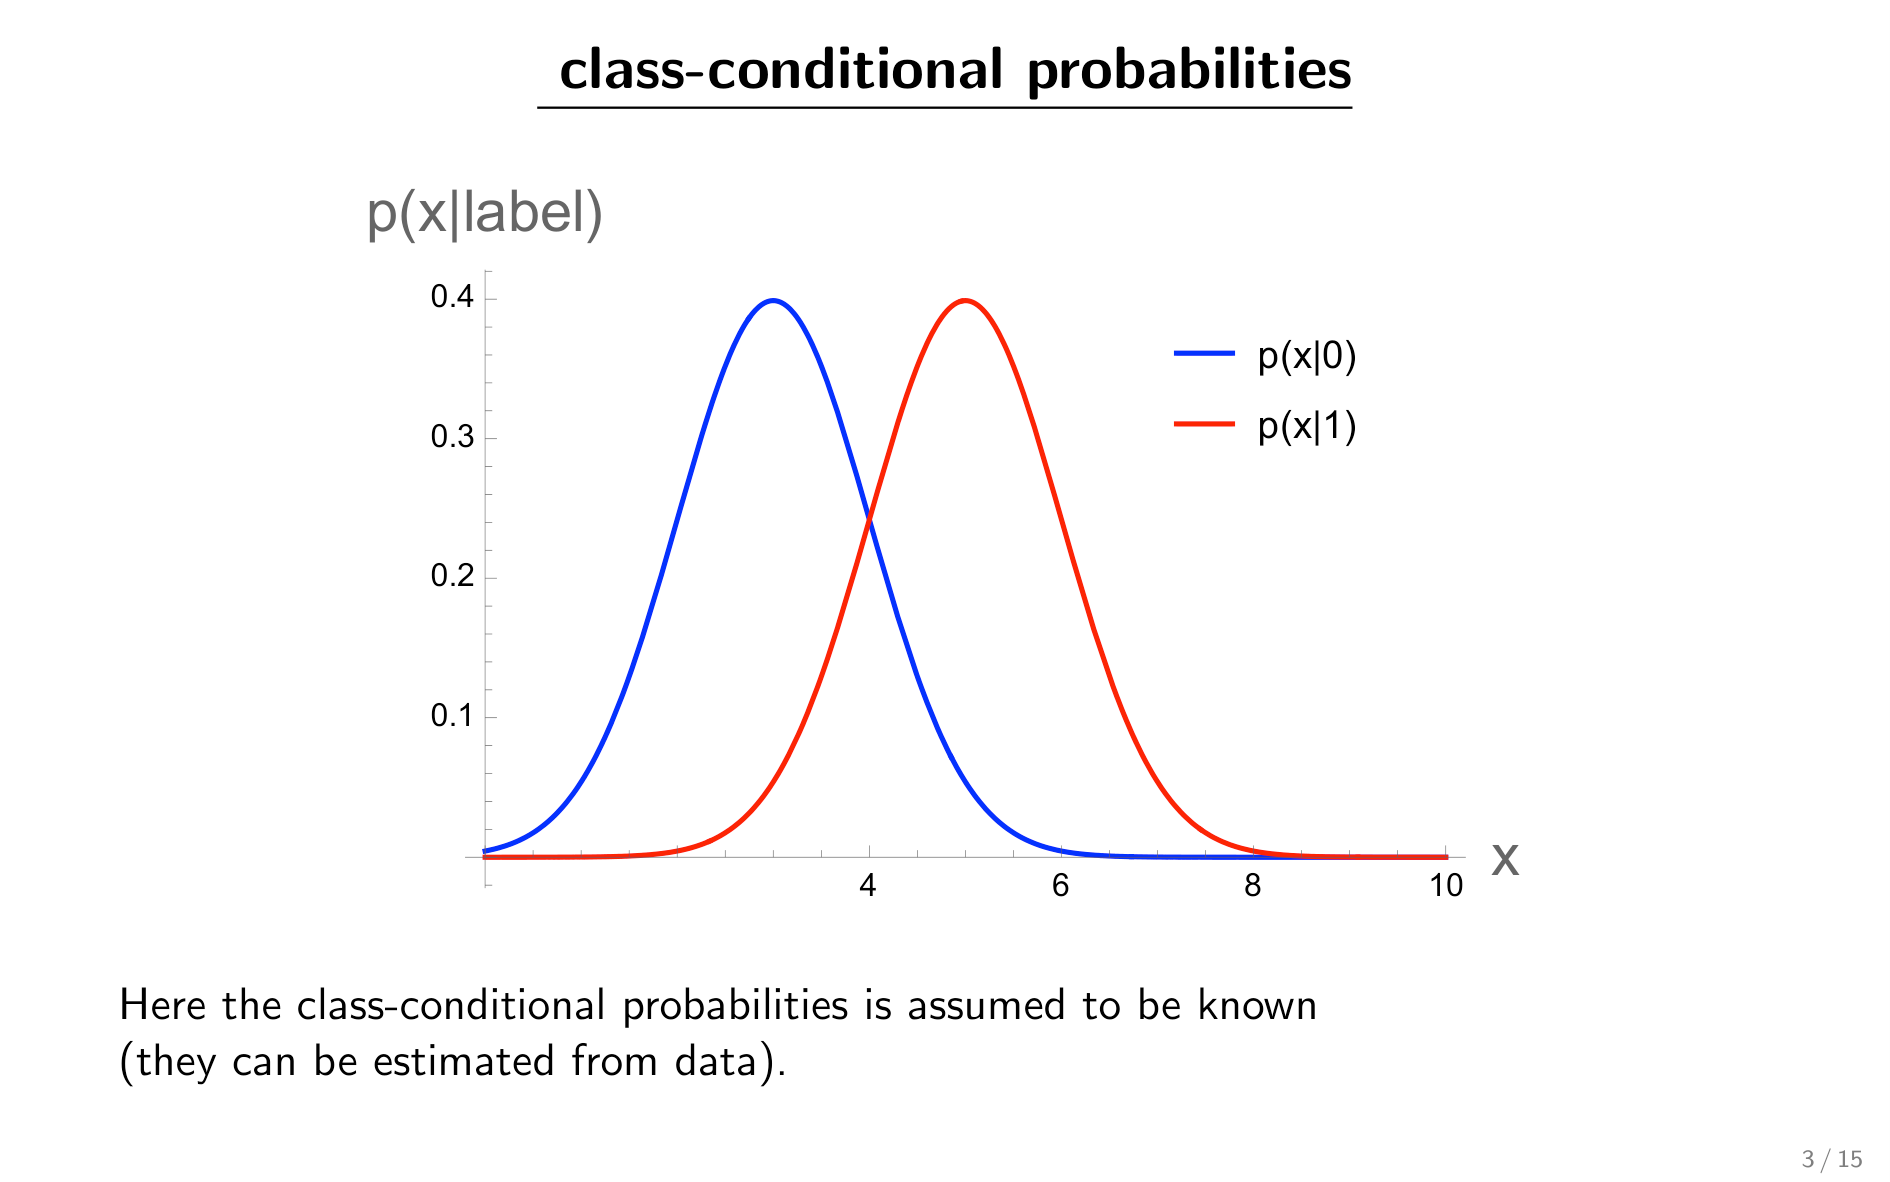 class-conditional probabilities
p(x|label)
0.4
0.3
0.2
0.1
p(x|0)
p(x|1)
4 6 8 10
x
Here the class-conditional probabilities is assumed to be known
(they can be estimated from data).
3 / 15